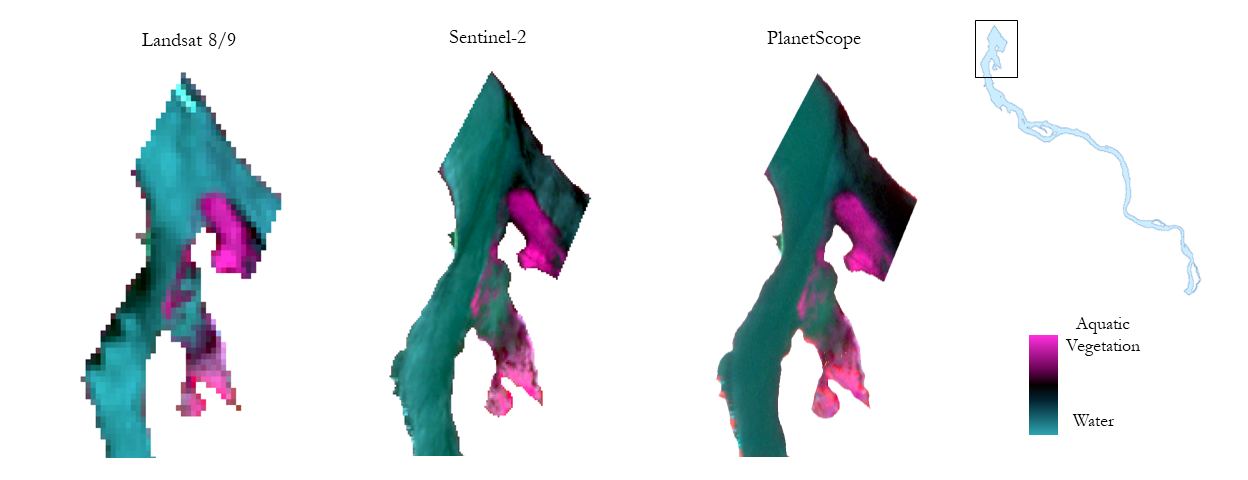 Landsat 8/9
Sentinel-2
PlanetScope
Aquatic
Vegetation
Water